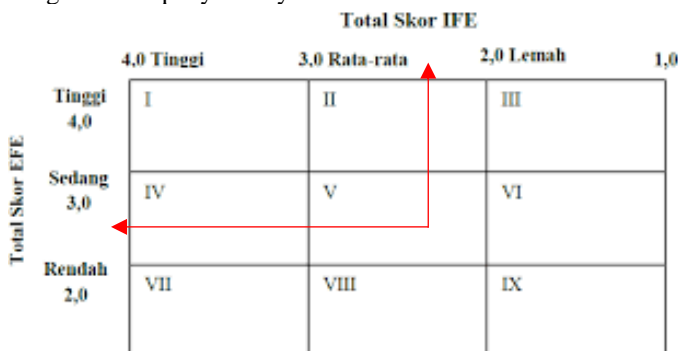 Total Skor IFE
4,0 Tinggi 3,0 Rata-rata 2,0 Lemah 1,0
Tinggi
4,0
I II III
Total Skor EFE
Sedang
3,0
IV V VI
Rendah
2,0
VII VIII IX